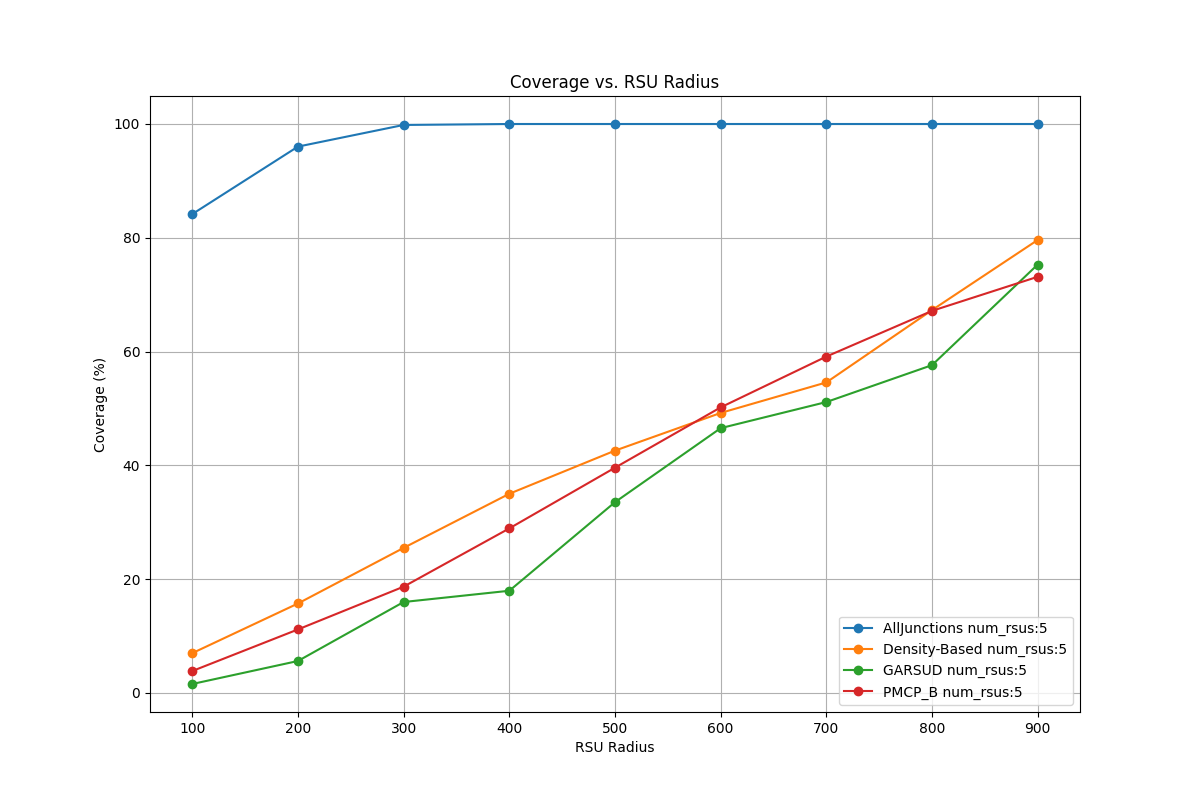 Coverage vs. RSU Radius
Coverage (%)
100
80
60
40
20
0
100 200 300 400 500 600 700 800 900
RSU Radius
AllJunctions num_rsus:5
Density-Based num_rsus:5
GARSUD num_rsus:5
PMCP_B num_rsus:5